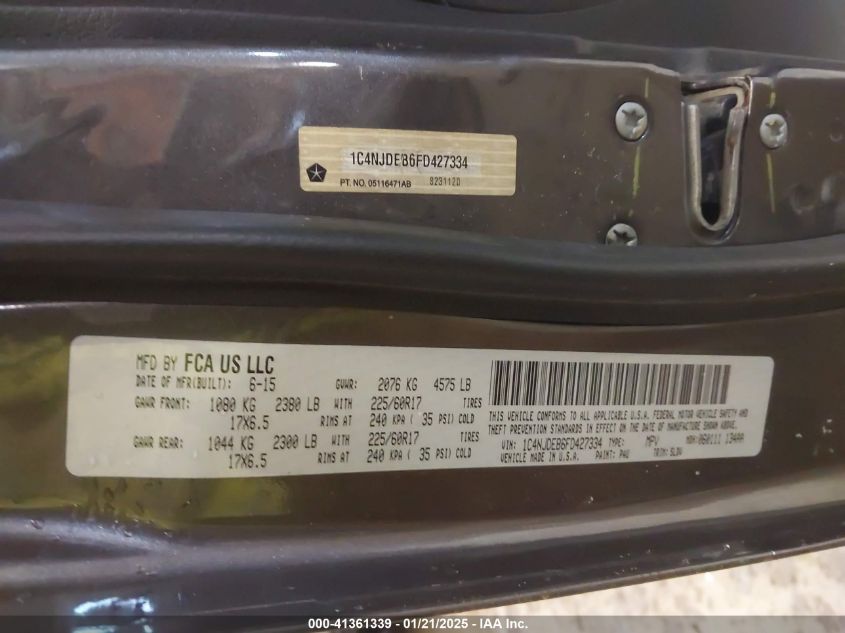 1C4NJDEB6FD427334
PT. NO. 05116471AB 823112D
MFD BY FCA US LLC
DATE OF MFR(BUILT): 6-15 GVWR: 2076 KG 4575 LB
GAWR FRONT: 1080 KG 2380 LB WITH 225/60R17 TIRES
17X6.5 RIMS AT 240 KPA ( 35 PSI) COLD
GAWR REAR: 1044 KG 2300 LB WITH 225/60R17 TIRES
17X6.5 RIMS AT 240 KPA ( 35 PSI) COLD
THIS VEHICLE CONFORMS TO ALL APPLICABLE U.S.A. FEDERAL MOTOR VEHICLE SAFETY AND
THEFT PREVENTION STANDARDS IN EFFECT ON THE DATE OF MANUFACTURE SHOWN ABOVE.
VIN: 1C4NJDEB6FD427334 TYPE: MPV MDH: 060111 134AA
VEHICLE MADE IN U.S.A. PAINT: PAU TRIM: SLDV
000-41361339 - 01/21/2025 - IAA Inc.